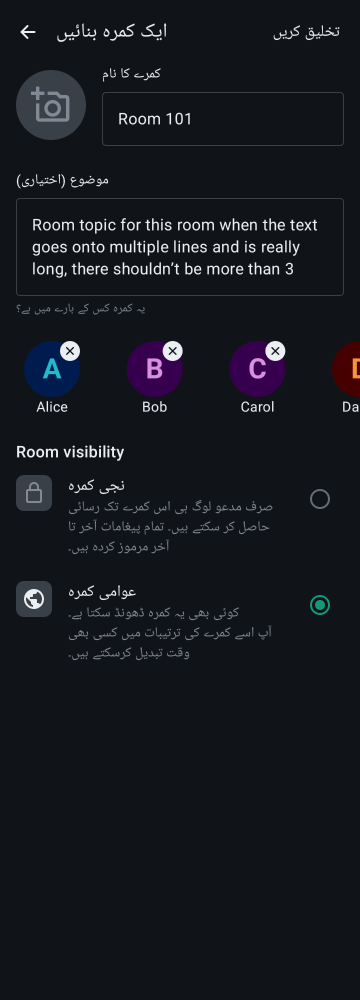 ایک کمرہ بنائیں
تخلیق کریں
کمرے کا نام
Room 101
موضوع (اختیاری)
Room topic for this room when the text
goes onto multiple lines and is really
long, there shouldn’t be more than 3
یہ کمرہ کس کے بارے میں ہے؟
A
B
C
D
Alice
Bob
Carol
Da
Room visibility
نجی کمرہ
صرف مدعو لوگ ہی اس کمرے تک رسائی
حاصل کر سکتے ہیں۔ تمام پیغامات آخر تا
آخر مرموز کردہ ہیں۔
عوامی کمرہ
کوئی بھی یہ کمرہ ڈھونڈ سکتا ہے۔
آپ اسے کمرے کی ترتیبات میں کسی بھی
وقت تبدیل کرسکتے ہیں۔